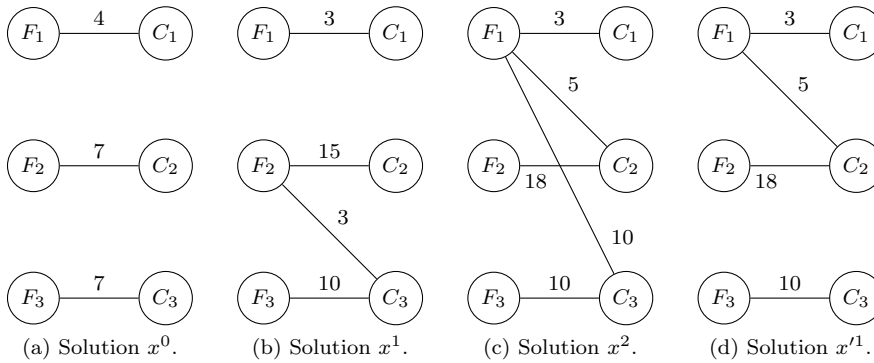 F₁ 4 C₁ F₁ 3 C₁ F₁ 3 C₁ F₁ 3 C₁
5 5
F₂ 7 C₂ F₂ 15 C₂ F₂ 18 C₂ F₂ 18 C₂
3 10
F₃ 7 C₃ F₃ 10 C₃ F₃ 10 C₃ F₃ 10 C₃
(a) Solution x⁰. (b) Solution x¹. (c) Solution x². (d) Solution x′¹.